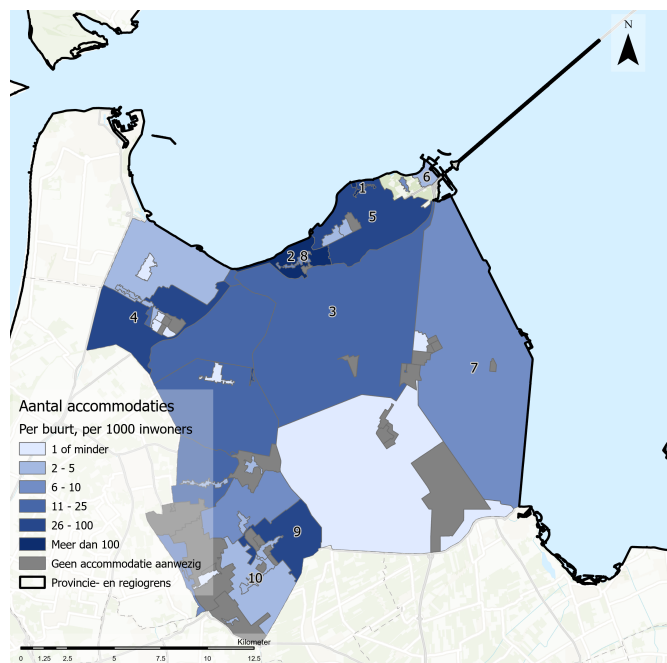 N
6
1
5
2 8
3
4
7
Aantal accommodaties
Per buurt, per 1000 inwoners
1 of minder
2 - 5
6 - 10
11 - 25
26 - 100
Meer dan 100
Geen accommodatie aanwezig
Provincie- en regiogrens
9
10
Kilometer
0 1.25 2.5 5 7.5 10 12.5